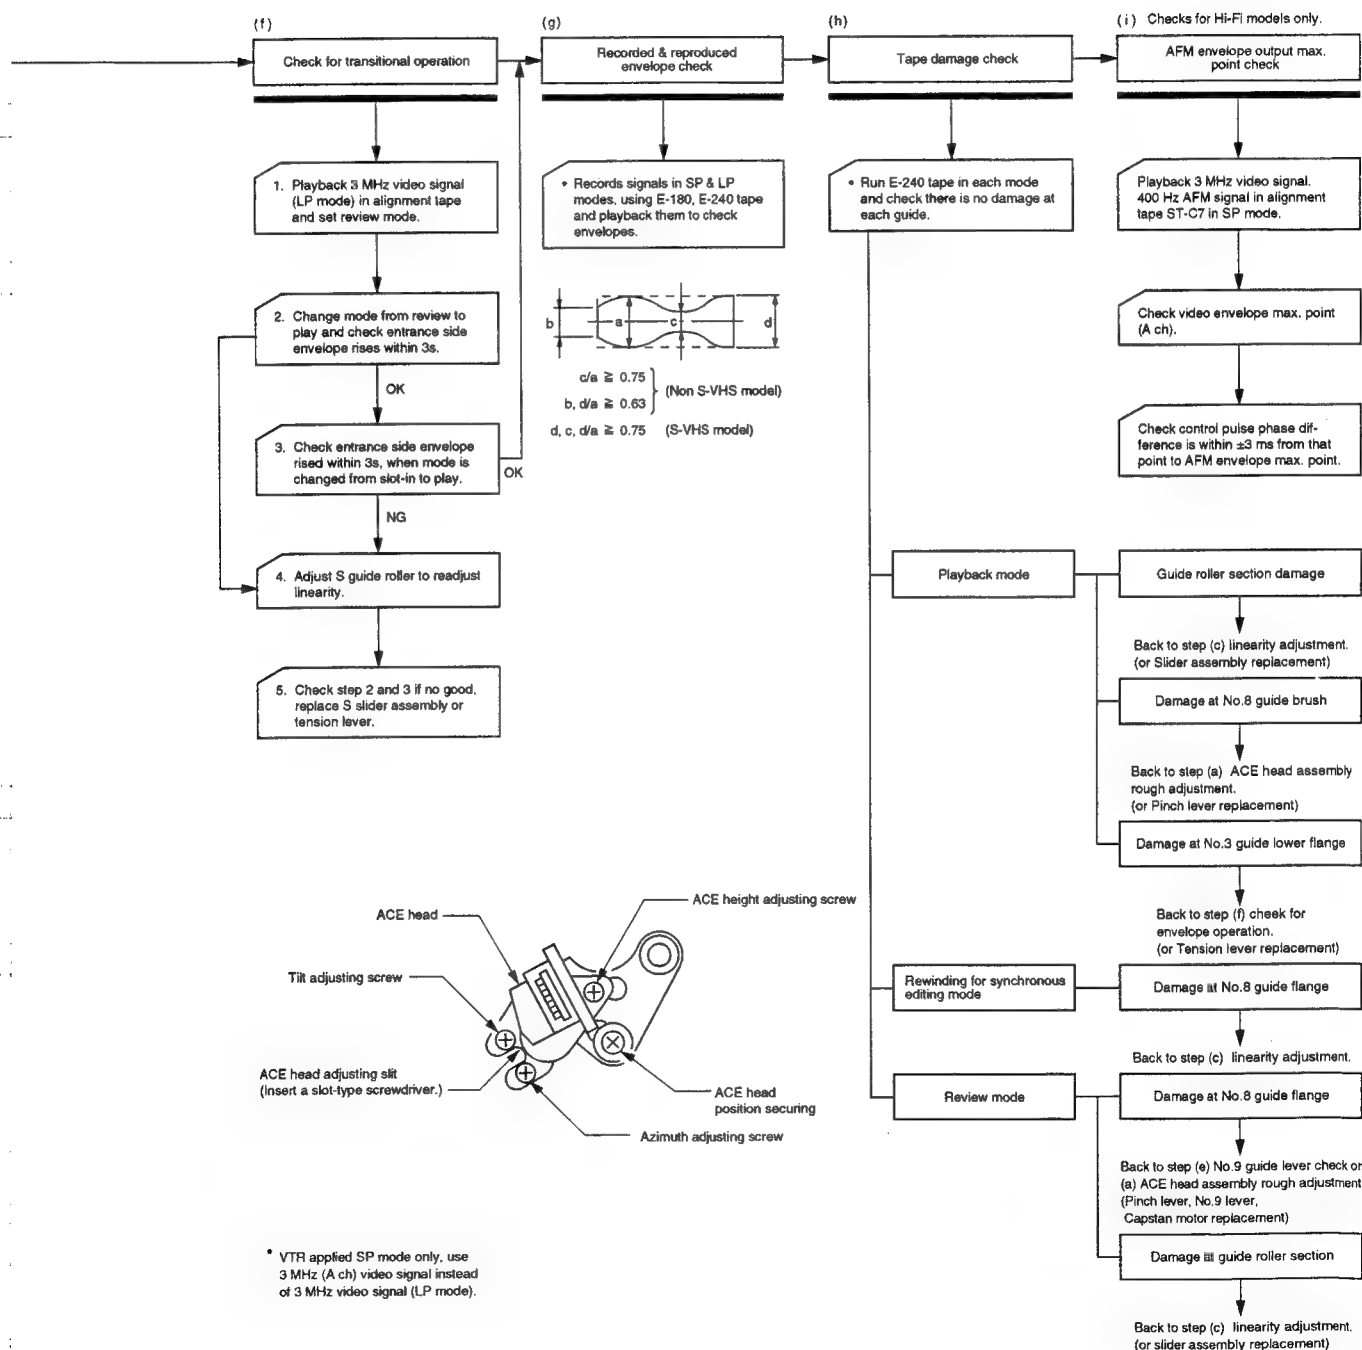 (f)
Check for transitional operation
1. Playback 3 MHz video signal
(LP mode) in alignment tape
and set review mode.
2. Change mode from review to
play and check entrance side
envelope rises within 3s.
OK
3. Check entrance side envelope
rised within 3s, when mode is
changed from slot-in to play.
OK
NG
4. Adjust S guide roller to readjust
linearity.
5. Check step 2 and 3 if no good,
replace S slider assembly or
tension lever.
(g)
Recorded & reproduced
envelope check
• Records signals in SP & LP
modes, using E-180, E-240 tape
and playback them to check
envelopes.
b
a
c
d
c/a ≧ 0.75
b, d/a ≧ 0.63
(Non S-VHS model)
d, c, d/a ≧ 0.75 (S-VHS model)
(h)
Tape damage check
• Run E-240 tape in each mode
and check there is no damage at
each guide.
(i) Checks for Hi-Fi models only.
AFM envelope output max.
point check
Playback 3 MHz video signal.
400 Hz AFM signal in alignment
tape ST-C7 in SP mode.
Check video envelope max. point
(A ch).
Check control pulse phase dif-
ference is within ±3 ms from that
point to AFM envelope max. point.
Playback mode
Guide roller section damage
Back to step (c) linearity adjustment.
(or Slider assembly replacement)
Damage at No.8 guide brush
Back to step (a) ACE head assembly
rough adjustment.
(or Pinch lever replacement)
Damage at No.3 guide lower flange
Back to step (f) cheek for
envelope operation.
(or Tension lever replacement)
Rewinding for synchronous
editing mode
Damage at No.8 guide flange
Back to step (c) linearity adjustment.
Review mode
Damage at No.8 guide flange
Back to step (e) No.9 guide lever check or
(a) ACE head assembly rough adjustment
(Pinch lever, No.9 lever,
Capstan motor replacement)
Damage at guide roller section
Back to step (c) linearity adjustment.
(or slider assembly replacement)
ACE head
ACE height adjusting screw
Tilt adjusting screw
ACE head adjusting slit
(Insert a slot-type screwdriver.)
ACE head
position securing
Azimuth adjusting screw
* VTR applied SP mode only, use
3 MHz (A ch) video signal instead
of 3 MHz video signal (LP mode).